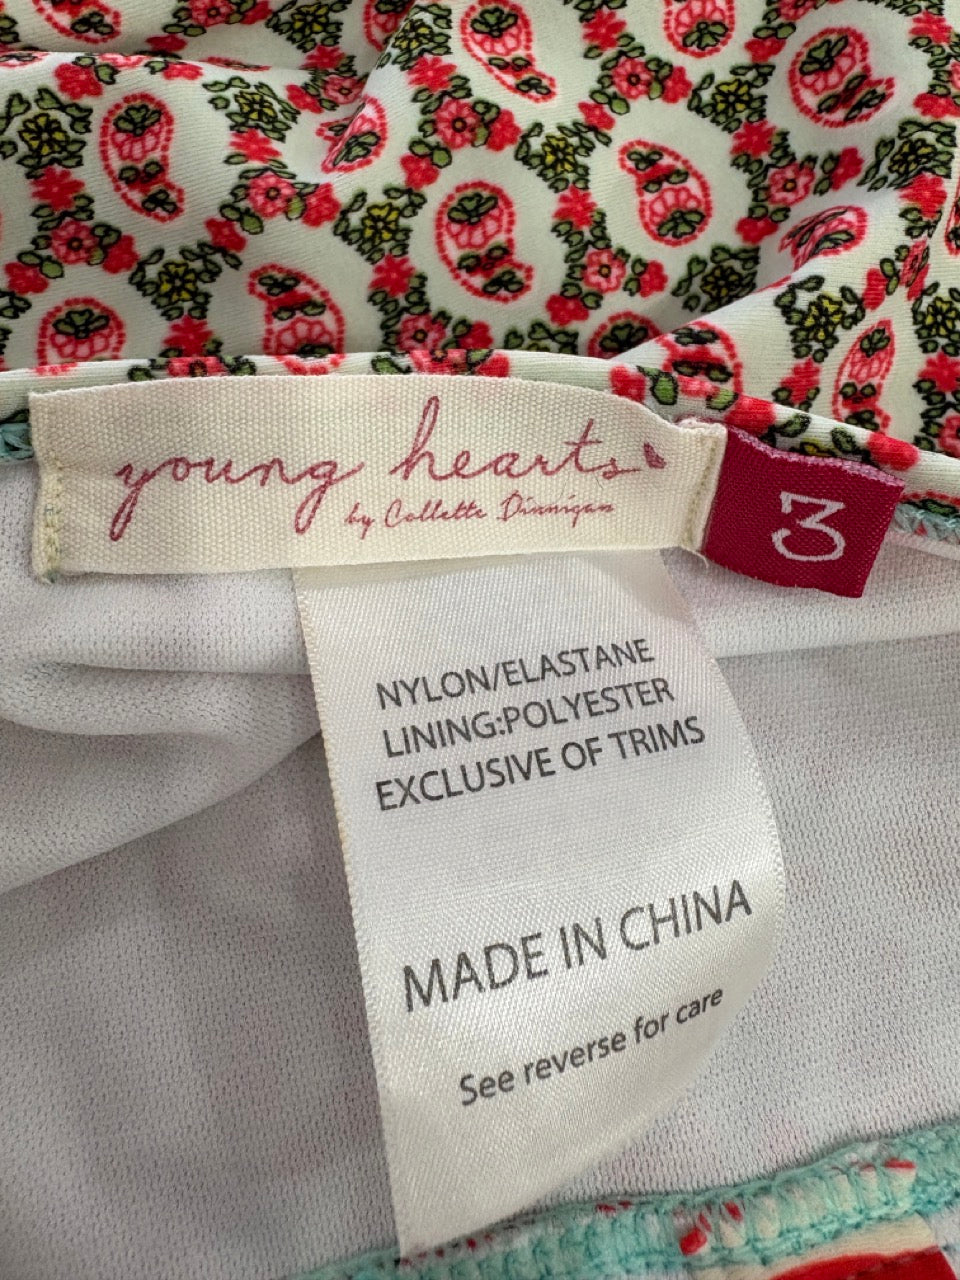 young hearts
by Collette Dinnigan
3
NYLON/ELASTANE
LINING:POLYESTER
EXCLUSIVE OF TRIMS
MADE IN CHINA
See reverse for care